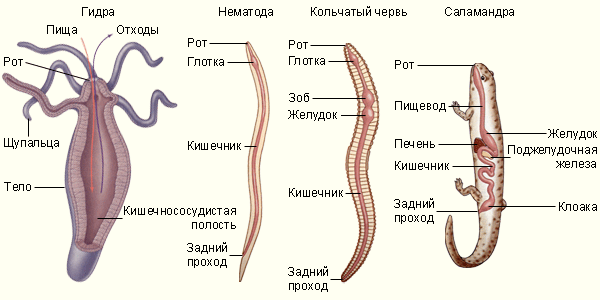 Гидра
Пища
Отходы
Рот
Щупальца
Тело
Кишечнососудистая
полость
Нематода
Рот
Глотка
Кишечник
Задний
проход
Кольчатый червь
Рот
Глотка
Зоб
Желудок
Кишечник
Задний
проход
Саламандра
Рот
Пищевод
Печень
Кишечник
Задний
проход
Желудок
Поджелудочная
железа
Клоака